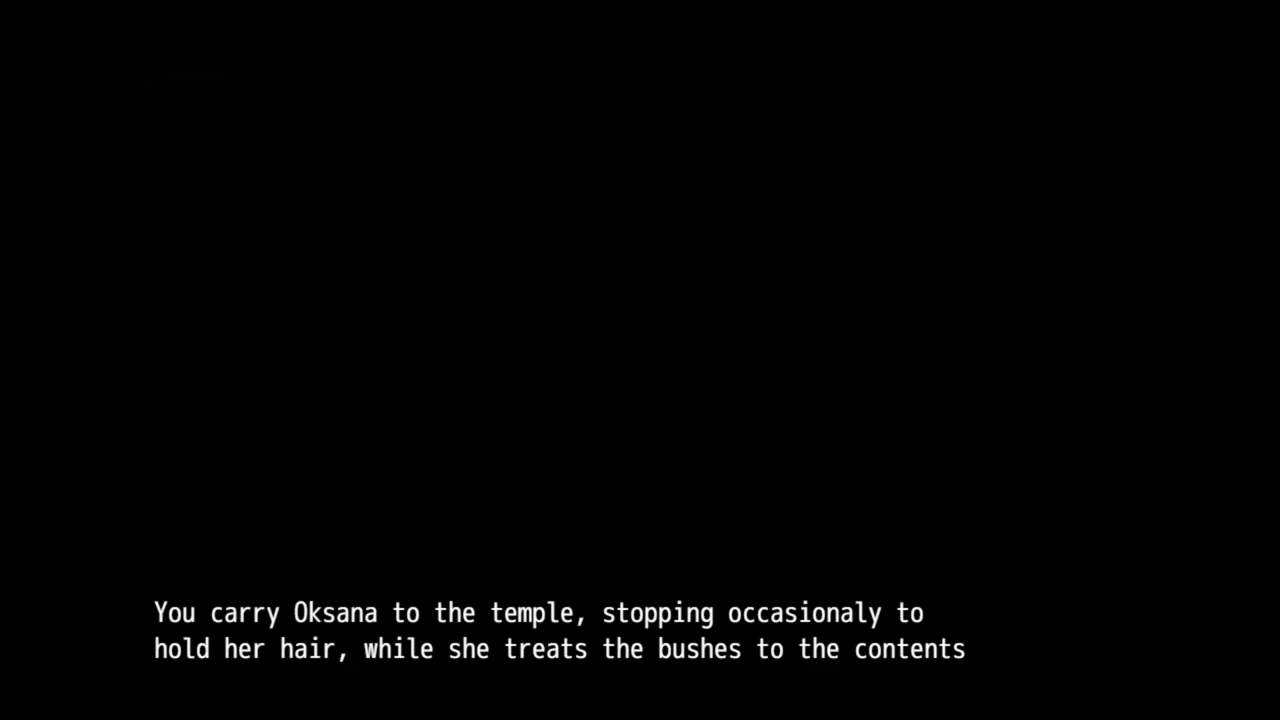 You carry Oksana to the temple, stopping occasionaly to
hold her hair, while she treats the bushes to the contents